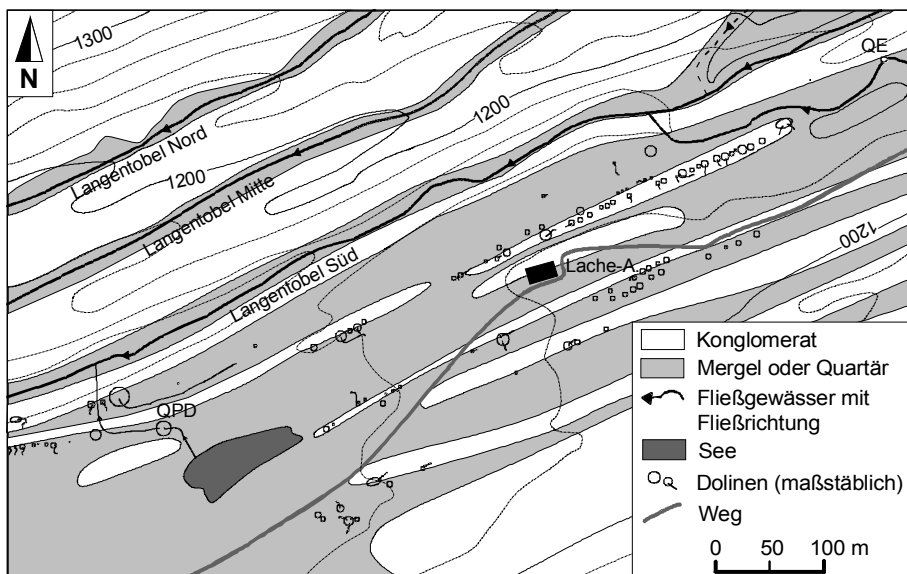 1300
N
QE
1200
Langentobel Nord
1200
Langentobel Mitte
Langentobel Süd
1200
Lache-A.
QPD
Konglomerat
Mergel oder Quartär
Fließgewässer mit
Fließrichtung
See
Dolinen (maßstäblich)
Weg
0 50 100 m